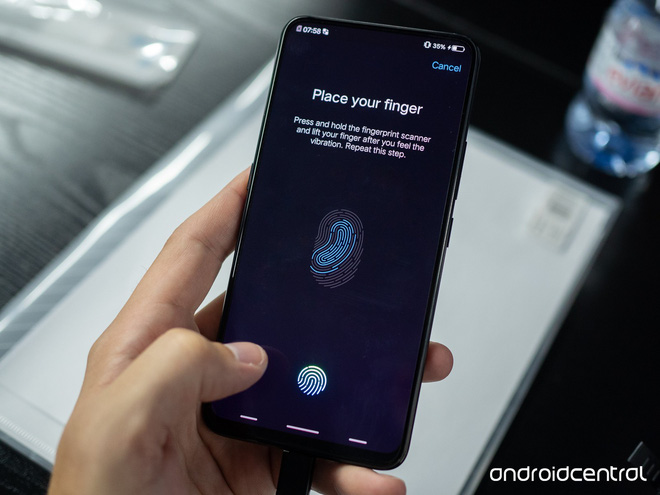 07:58
35%
Cancel
Place your finger
Press and hold the fingerprint scanner
and lift your finger after you feel the
vibration. Repeat this step.
androidcentral